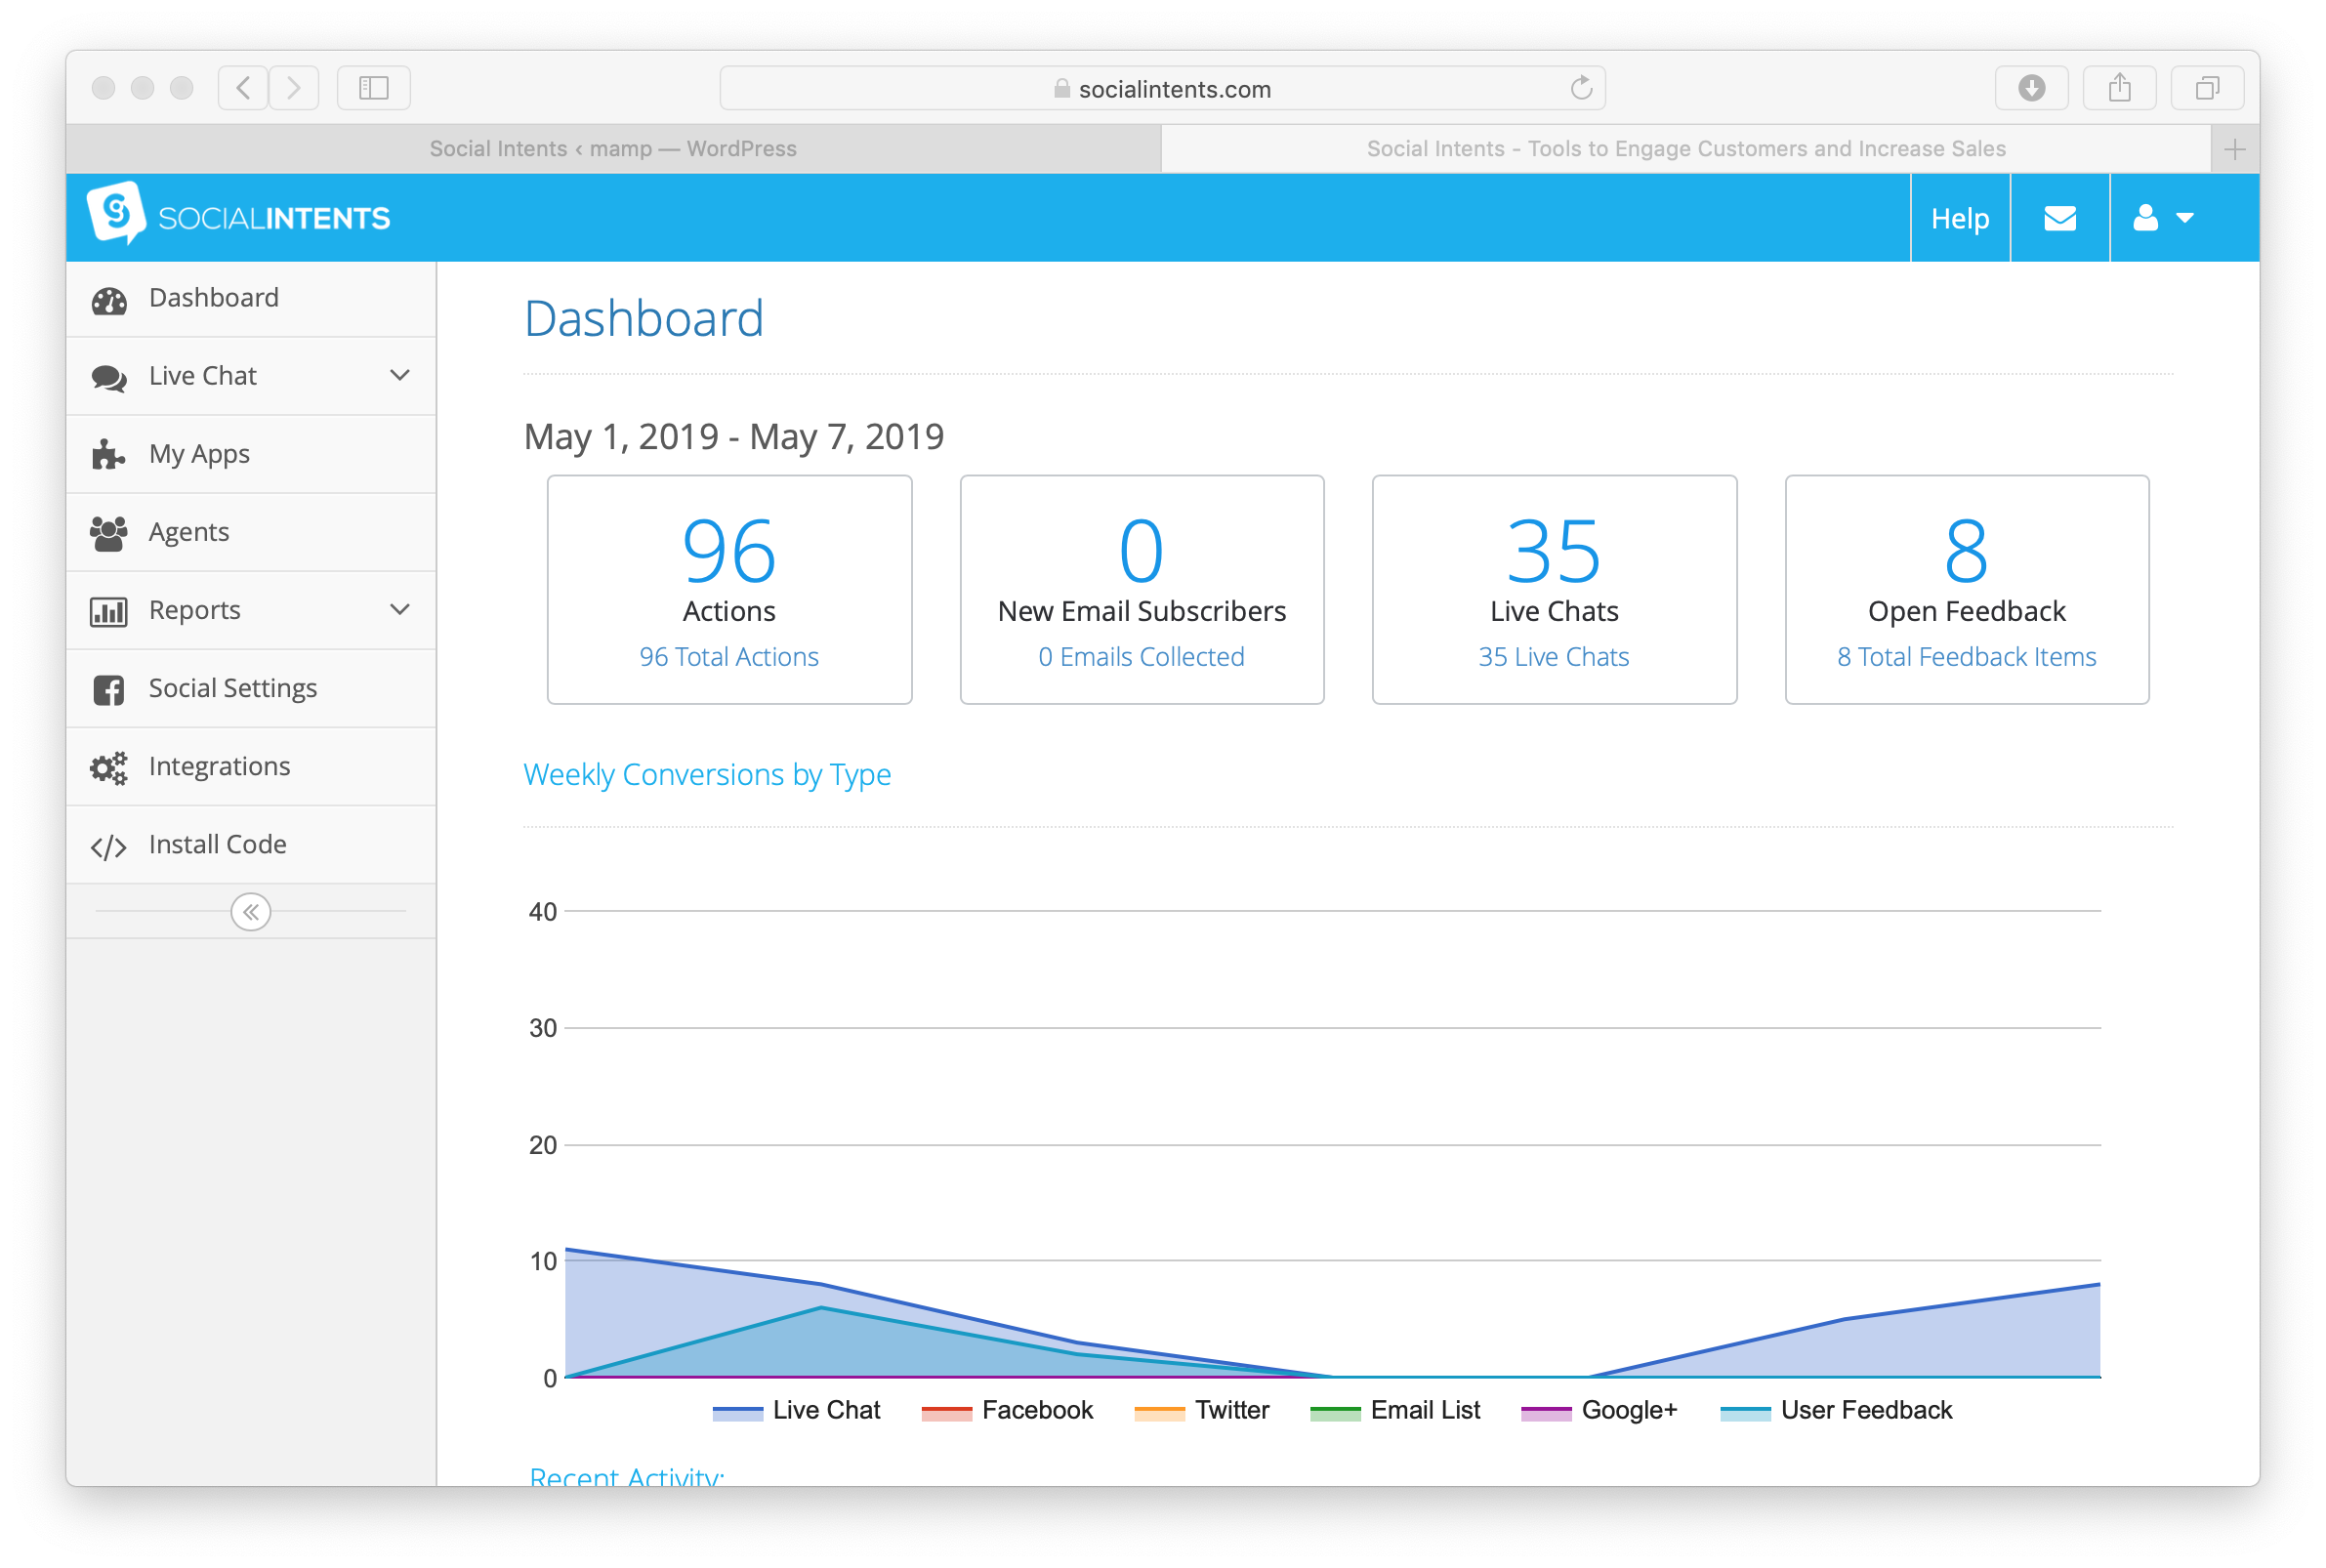 socialintents.com
Social Intents ‹ mamp — WordPress
Social Intents - Tools to Engage Customers and Increase Sales
SOCIALINTENTS
Help
Dashboard
Live Chat
My Apps
Agents
Reports
Social Settings
Integrations
Install Code
Dashboard
May 1, 2019 - May 7, 2019
96
Actions
96 Total Actions
0
New Email Subscribers
0 Emails Collected
35
Live Chats
35 Live Chats
8
Open Feedback
8 Total Feedback Items
Weekly Conversions by Type
40
30
20
10
0
Live Chat
Facebook
Twitter
Email List
Google+
User Feedback
Recent Activity: